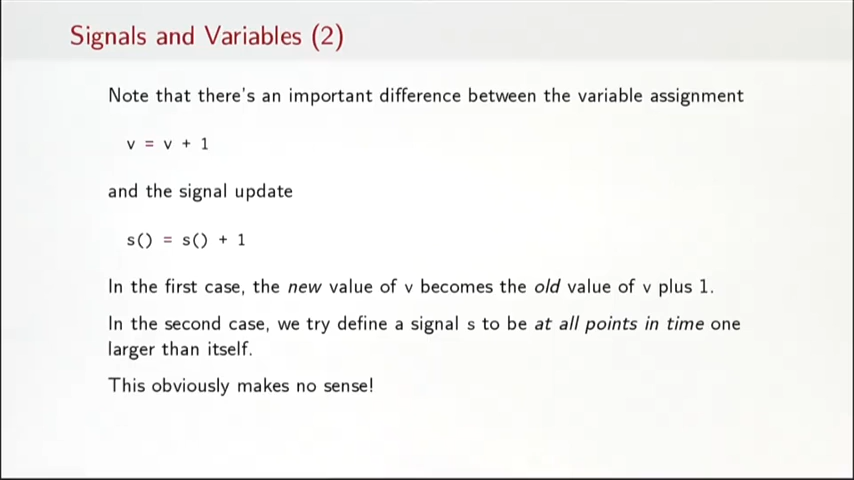 Signals and Variables (2)
Note that there's an important difference between the variable assignment
v = v + 1
and the signal update
s() = s() + 1
In the first case, the new value of v becomes the old value of v plus 1.
In the second case, we try define a signal s to be at all points in time one
larger than itself.
This obviously makes no sense!